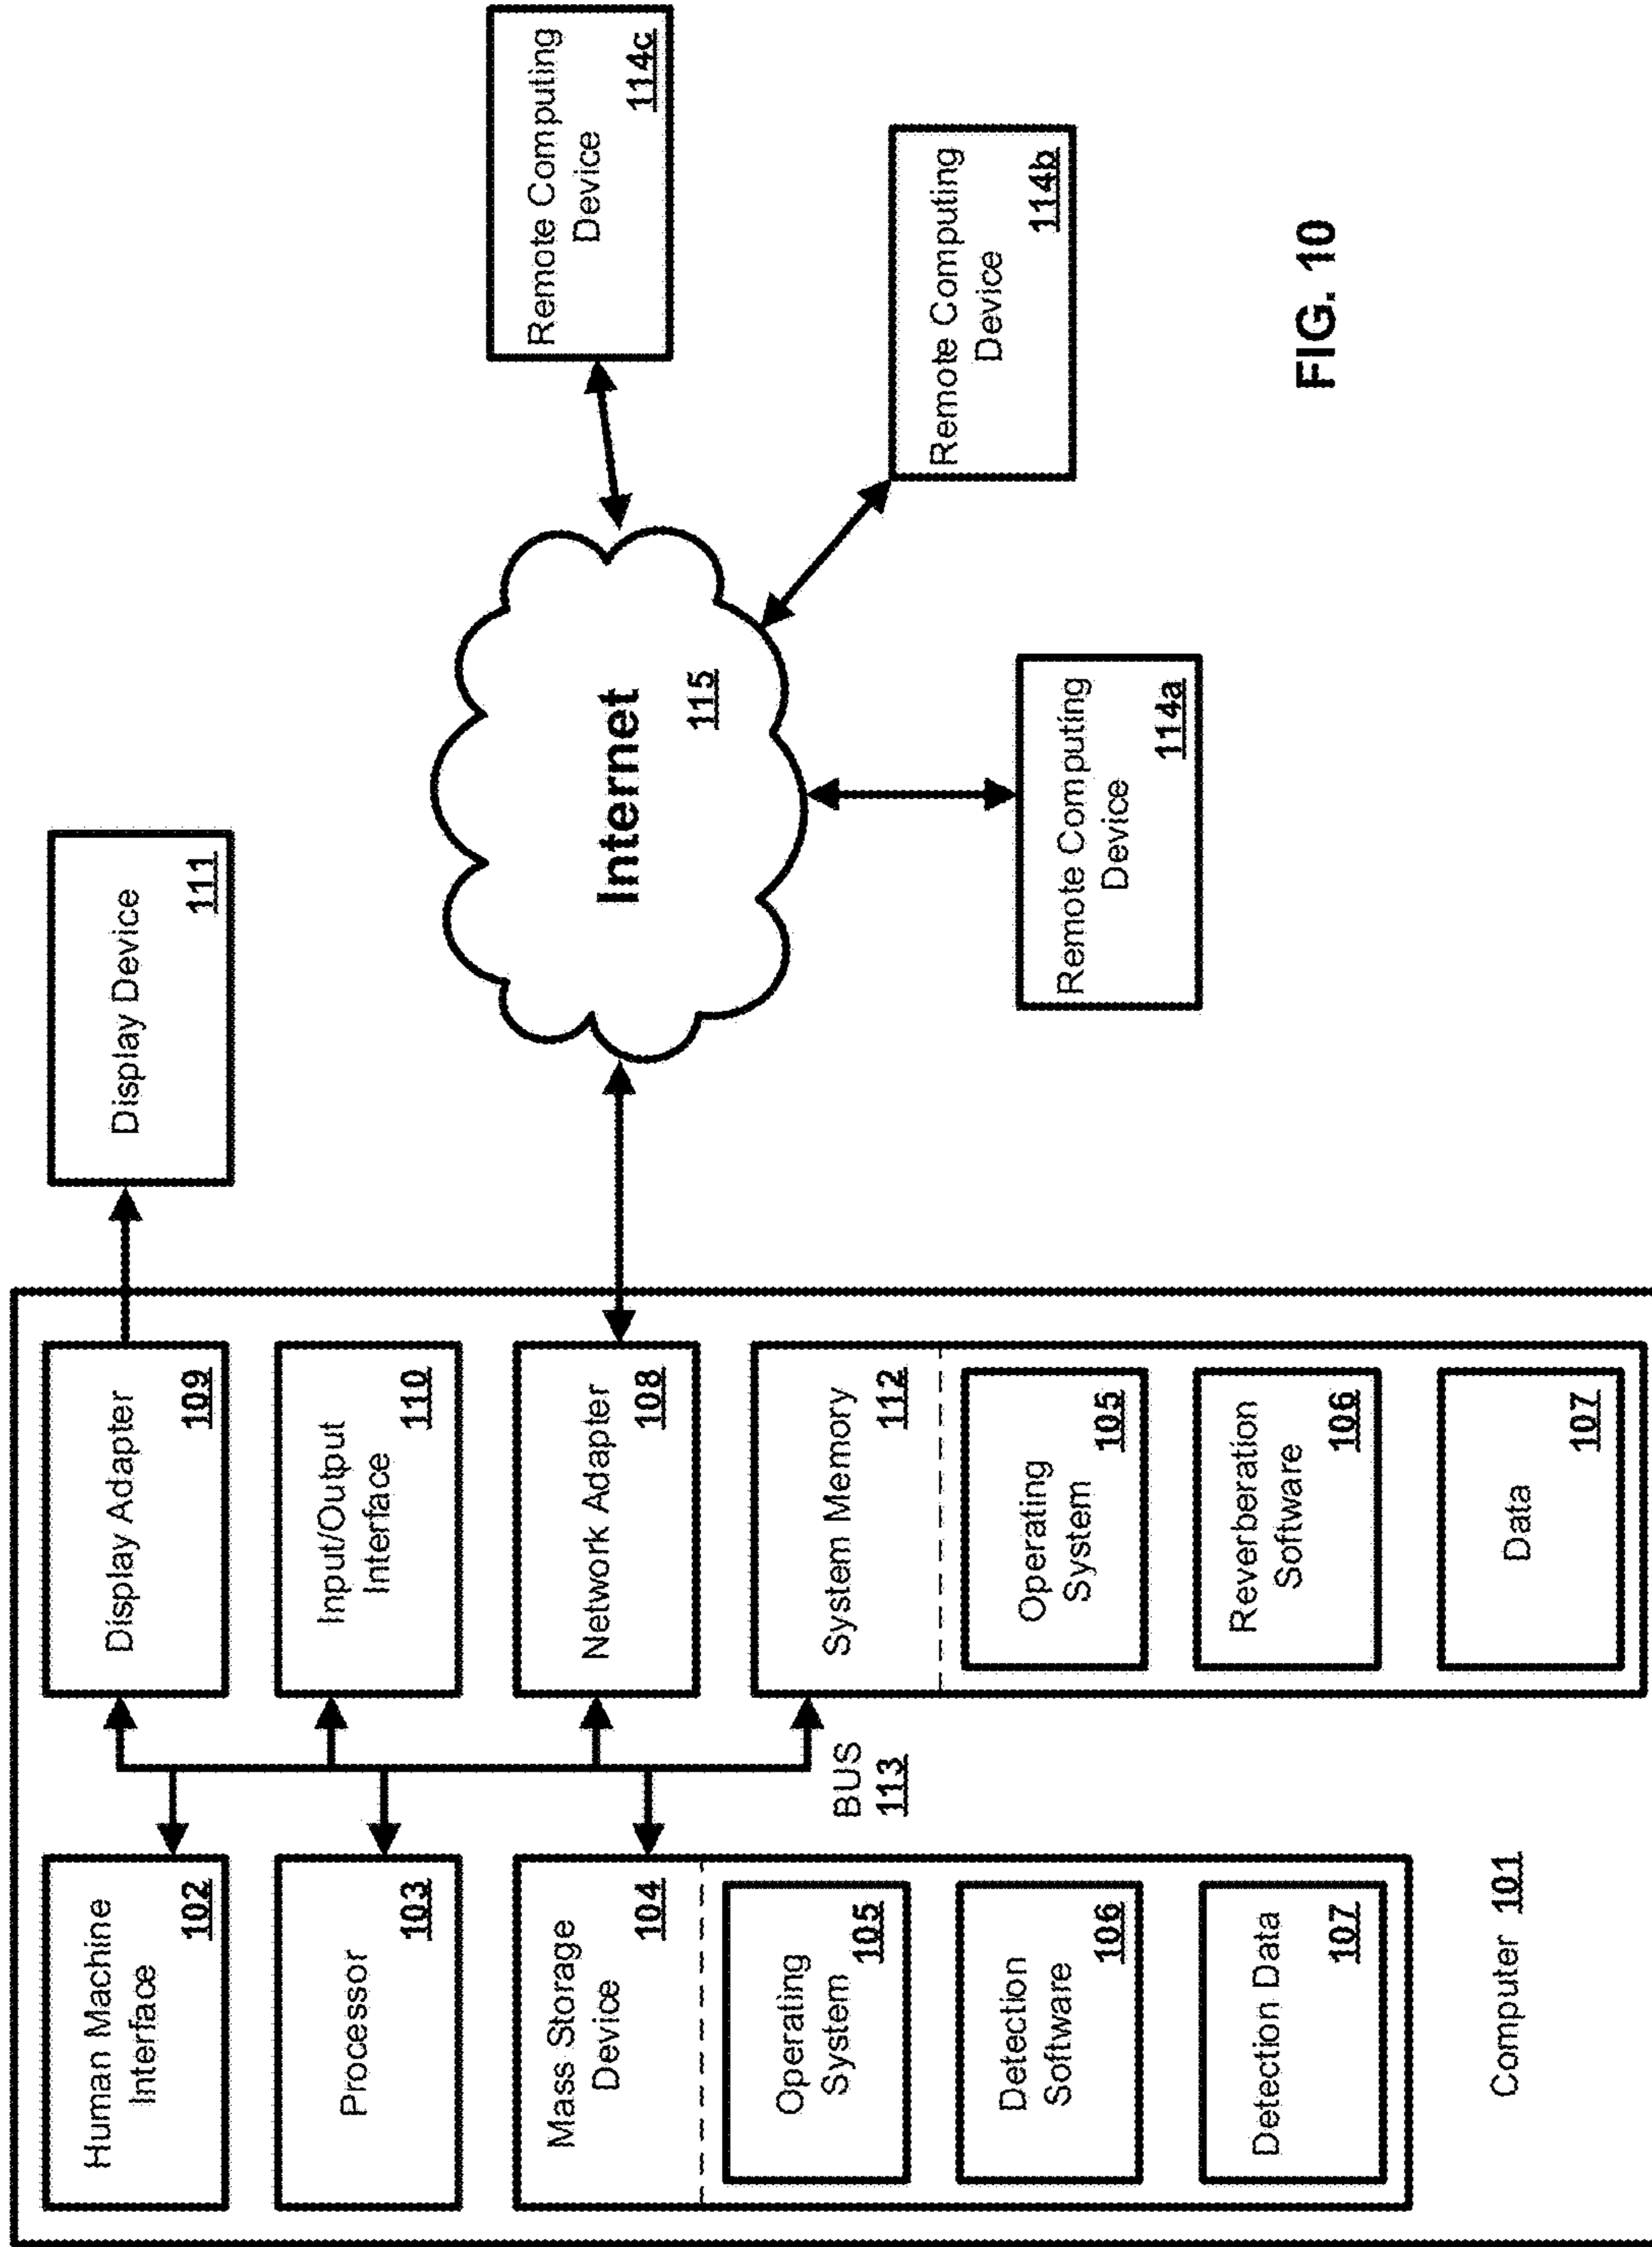 Human Machine
Interface
102
Processor
103
Mass Storage
Device
104
Operating
System
105
Detection
Software
106
Detection Data
107
Computer 101
BUS
113
Display Adapter
109
Input/Output
Interface
110
Network Adapter
108
System Memory
112
Operating
System
105
Reverberation
Software
106
Data
107
Display Device
111
Internet
115
Remote Computing
Device
114a
Remote Computing
Device
114b
Remote Computing
Device
114c
FIG. 10